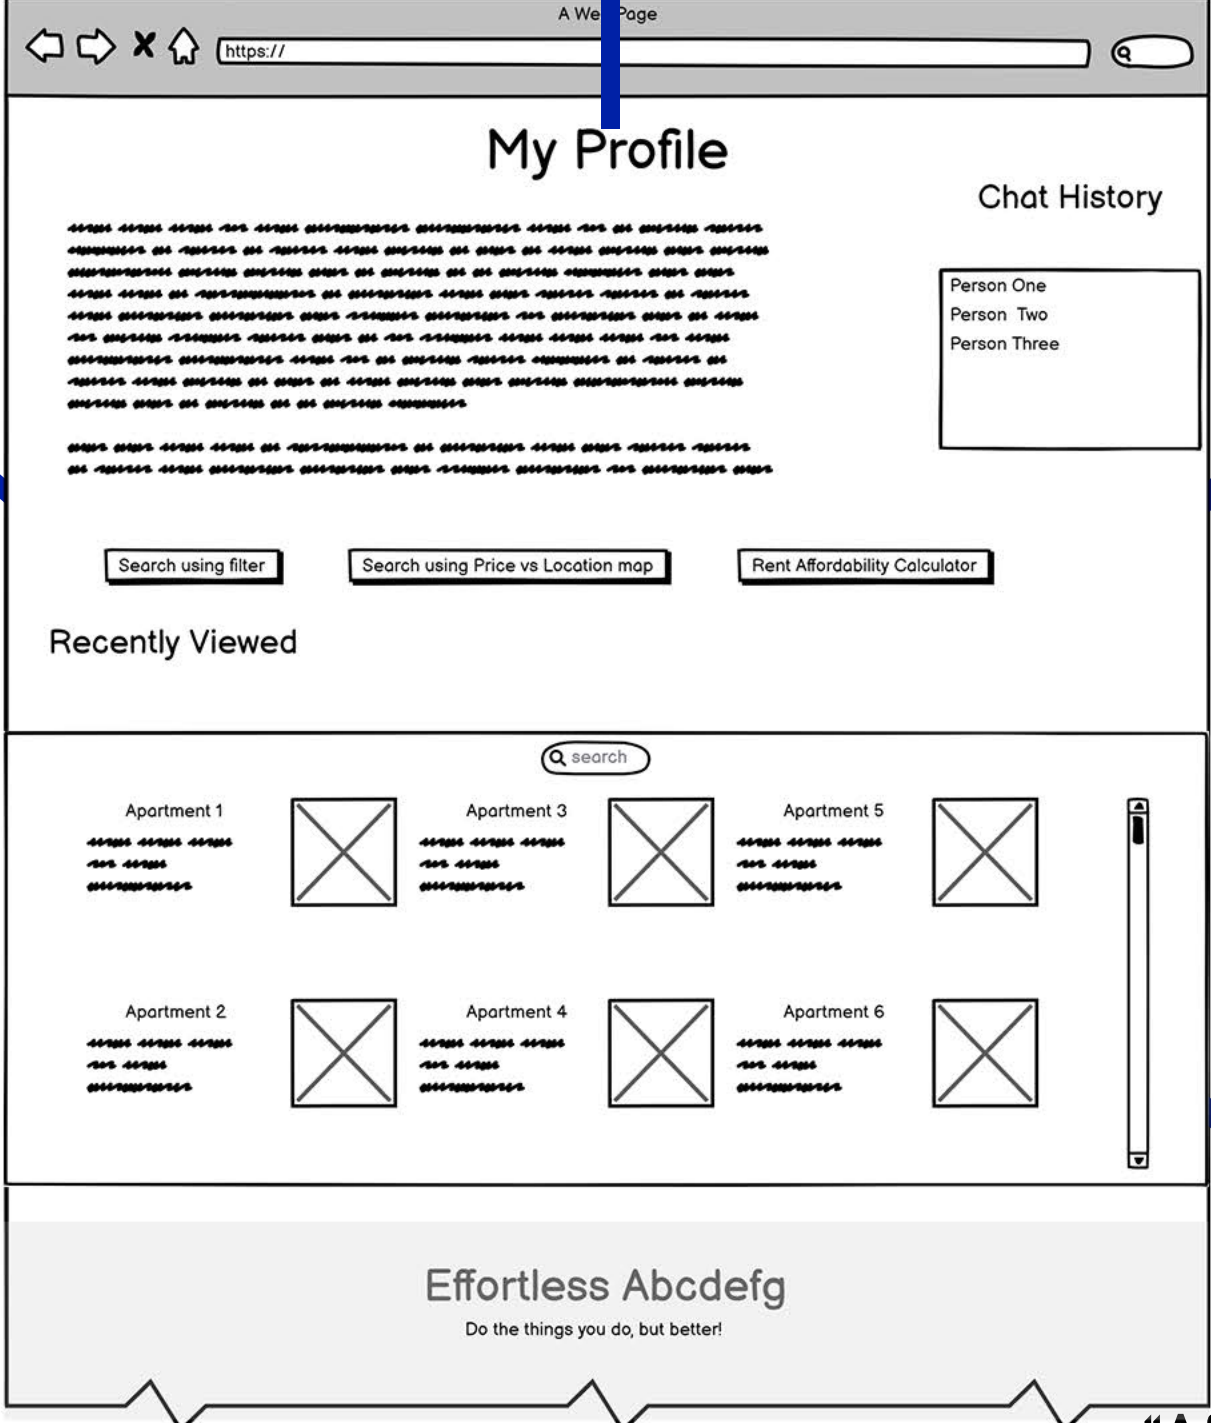 A We Page
https://
My Profile
Chat History
Person One
Person Two
Person Three
Search using filter
Search using Price vs Location map
Rent Affordability Calculator
Recently Viewed
search
Apartment 1
Apartment 3
Apartment 5
Apartment 2
Apartment 4
Apartment 6
Effortless Abcdefg
Do the things you do, but better!